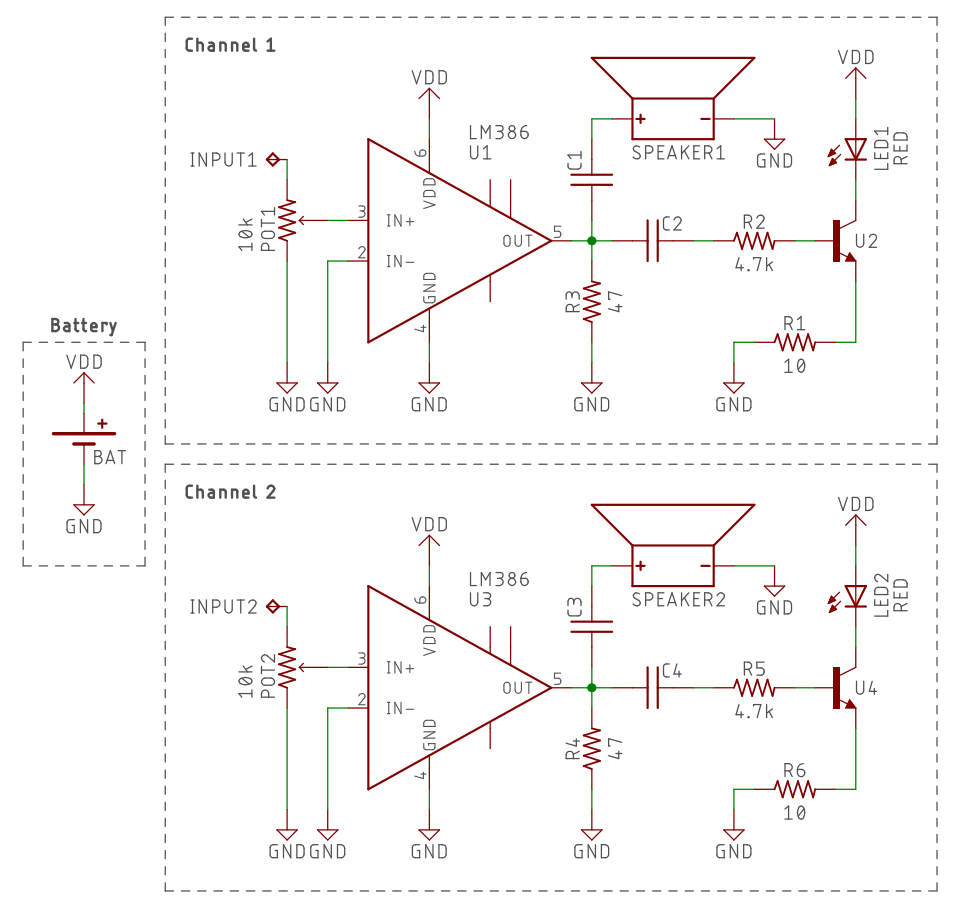 Channel 1
VDD
VDD
LM386
U1
INPUT1
10k
POT1
3
IN+
2
IN-
6
VDD
GND
4
OUT
5
C1
+
-
SPEAKER1
GND
C2
R2
4.7k
U2
LED1
RED
R3
47
R1
10
GND
GND
GND
GND
GND
Battery
VDD
+
BAT
GND
Channel 2
VDD
VDD
LM386
U3
INPUT2
10k
POT2
3
IN+
2
IN-
6
VDD
GND
4
OUT
5
C3
+
-
SPEAKER2
GND
C4
R5
4.7k
U4
LED2
RED
R4
47
R6
10
GND
GND
GND
GND
GND